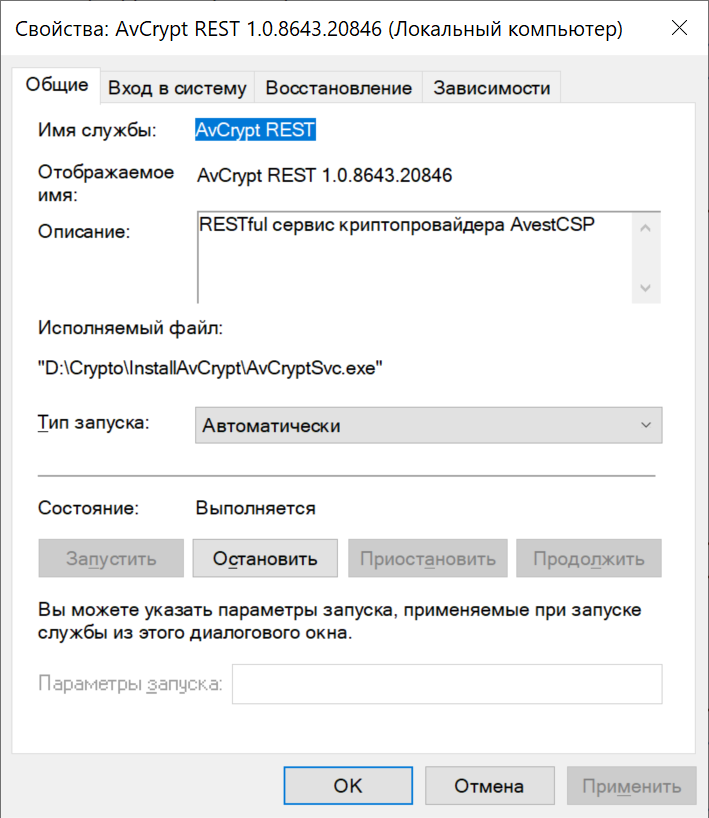 Свойства: AvCrypt REST 1.0.8643.20846 (Локальный компьютер)
Общие Вход в систему Восстановление Зависимости
Имя службы: AvCrypt REST
Отображаемое имя: AvCrypt REST 1.0.8643.20846
Описание: RESTful сервис криптопровайдера AvestCSP
Исполняемый файл:
"D:\Crypto\InstallAvCrypt\AvCryptSvc.exe"
Тип запуска: Автоматически
Состояние: Выполняется
Запустить Остановить Приостановить Продолжить
Вы можете указать параметры запуска, применяемые при запуске
службы из этого диалогового окна.
Параметры запуска:
OK Отмена Применить